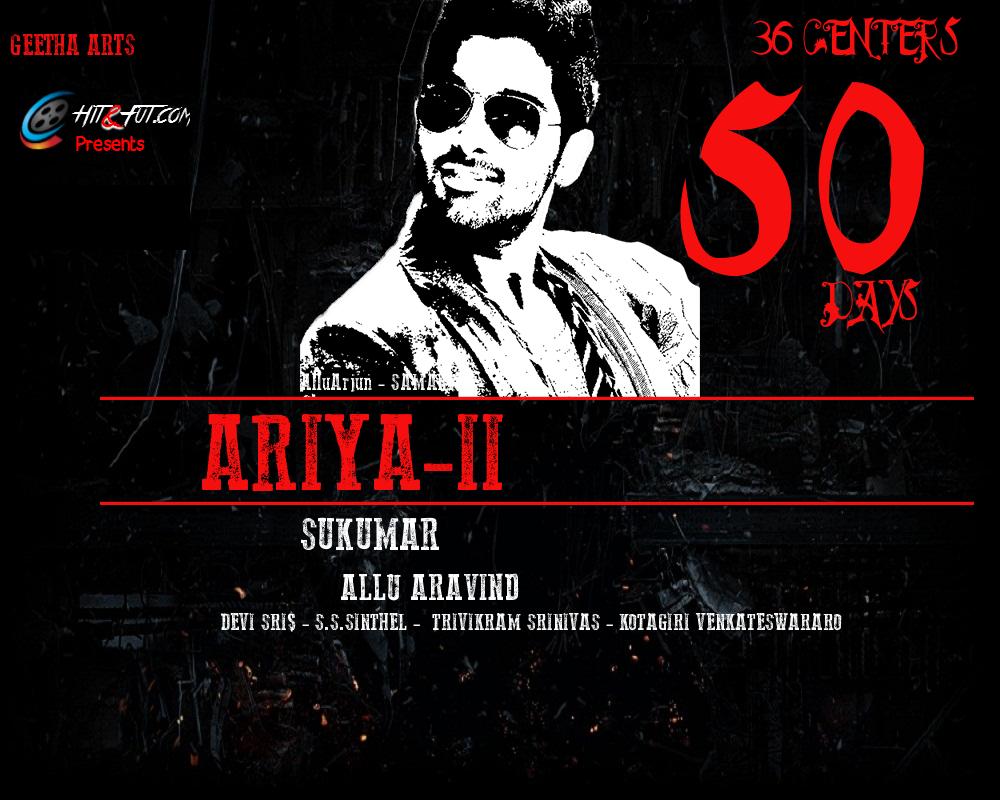 GEETHA ARTS
HIT&FUT.COM
Presents
36 CENTERS
50
DAYS
AlluArjun -
ARIYA-II
SUKUMAR
ALLU ARAVIND
DEVI SRI$ - S.S.SINTHEL - TRIVIKRAM SRINIVAS - KOTAGIRI VENKATESWARARO